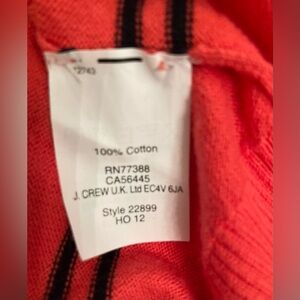 100% Cotton
RN77388
CA56445
J. CREW U.K. Ltd EC4V 6JA
Style 22899
HO 12